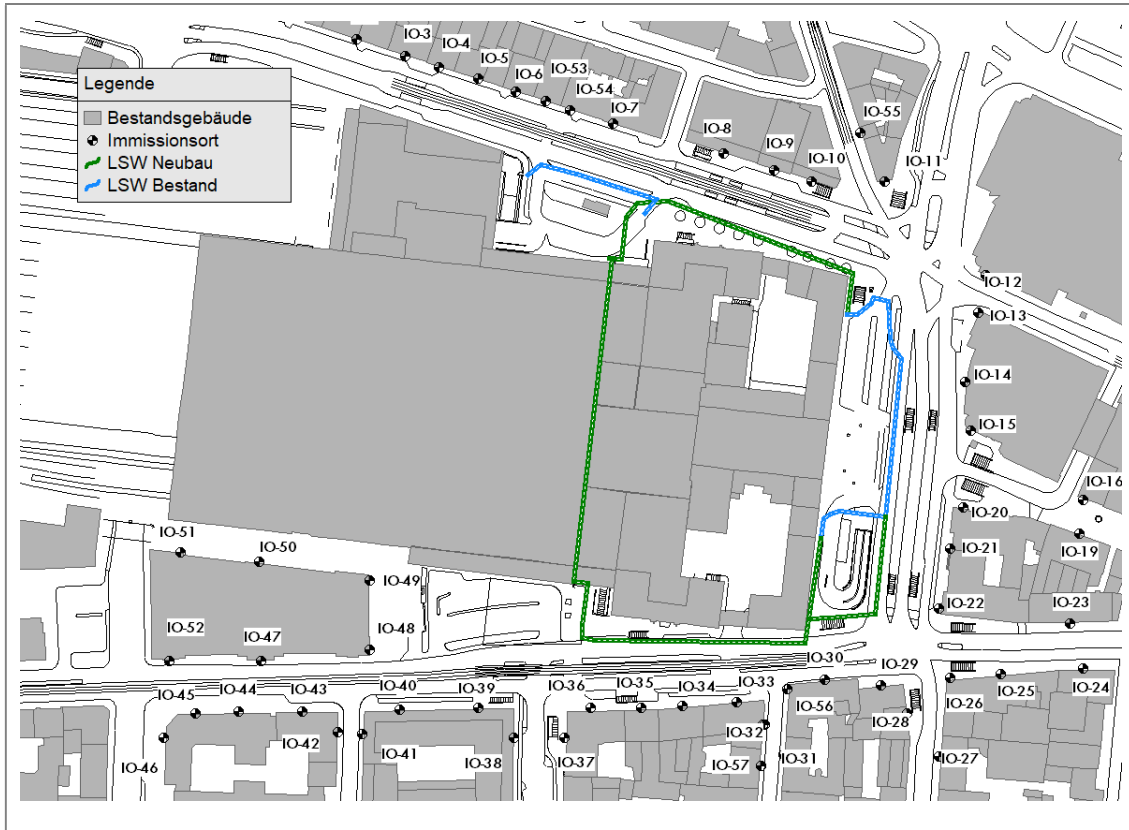 IO-3
IO-4
IO-5
IO-6
IO-53
IO-54
IO-7
Legende
Bestandsgebäude
Immissionsort
LSW Neubau
LSW Bestand
IO-8
IO-9
IO-10
IO-55
IO-11
IO-12
IO-13
IO-14
IO-15
IO-16
IO-20
IO-19
IO-21
IO-22
IO-23
IO-51
IO-50
IO-49
IO-48
IO-52
IO-47
IO-45
IO-44
IO-43
IO-40
IO-39
IO-36
IO-35
IO-34
IO-33
IO-30
IO-29
IO-56
IO-28
IO-26
IO-25
IO-24
IO-46
IO-42
IO-41
IO-38
IO-37
IO-32
IO-57
IO-31
IO-27